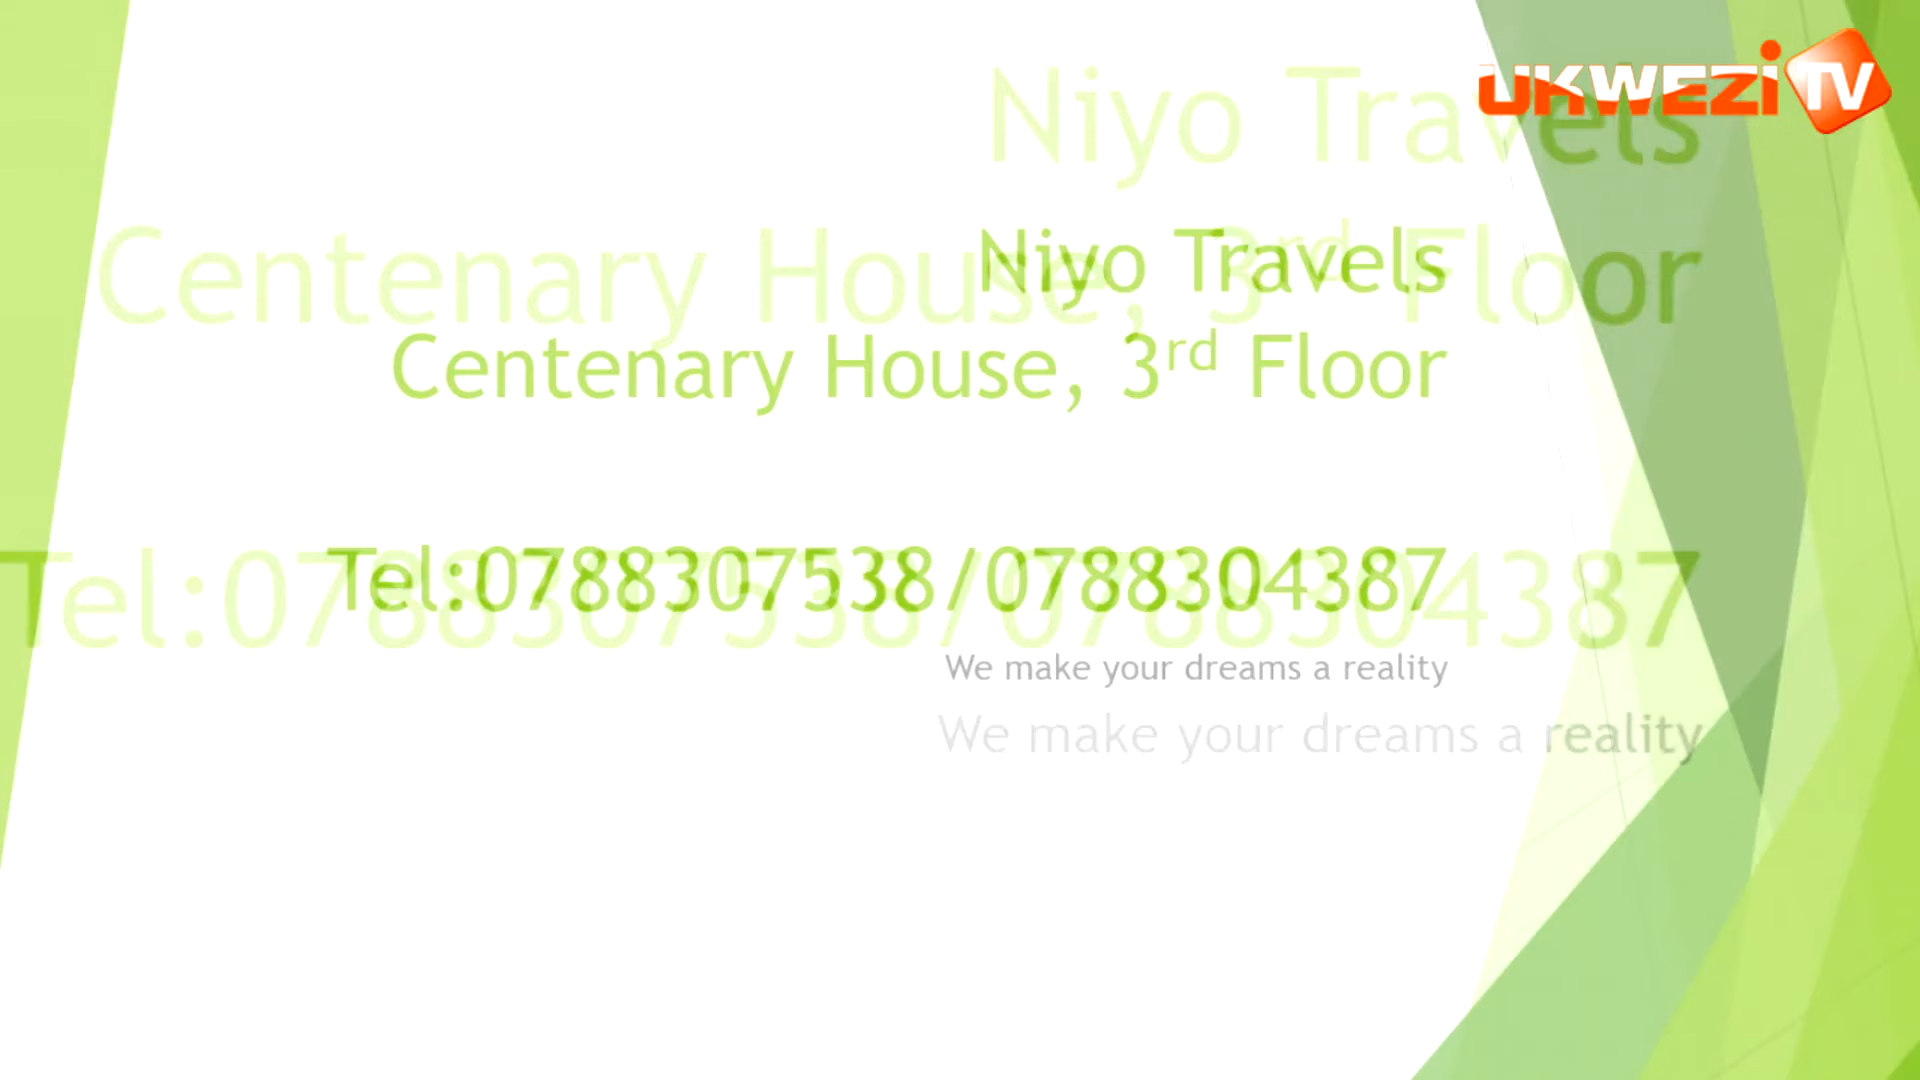 UKWEZI TV
Niyo Travels
Centenary House, 3rd Floor
Niyo Travels
Centenary House, 3rd Floor
Tel:0788307538/0788304387
Tel:0788307538/0788304387
We make your dreams a reality
We make your dreams a reality